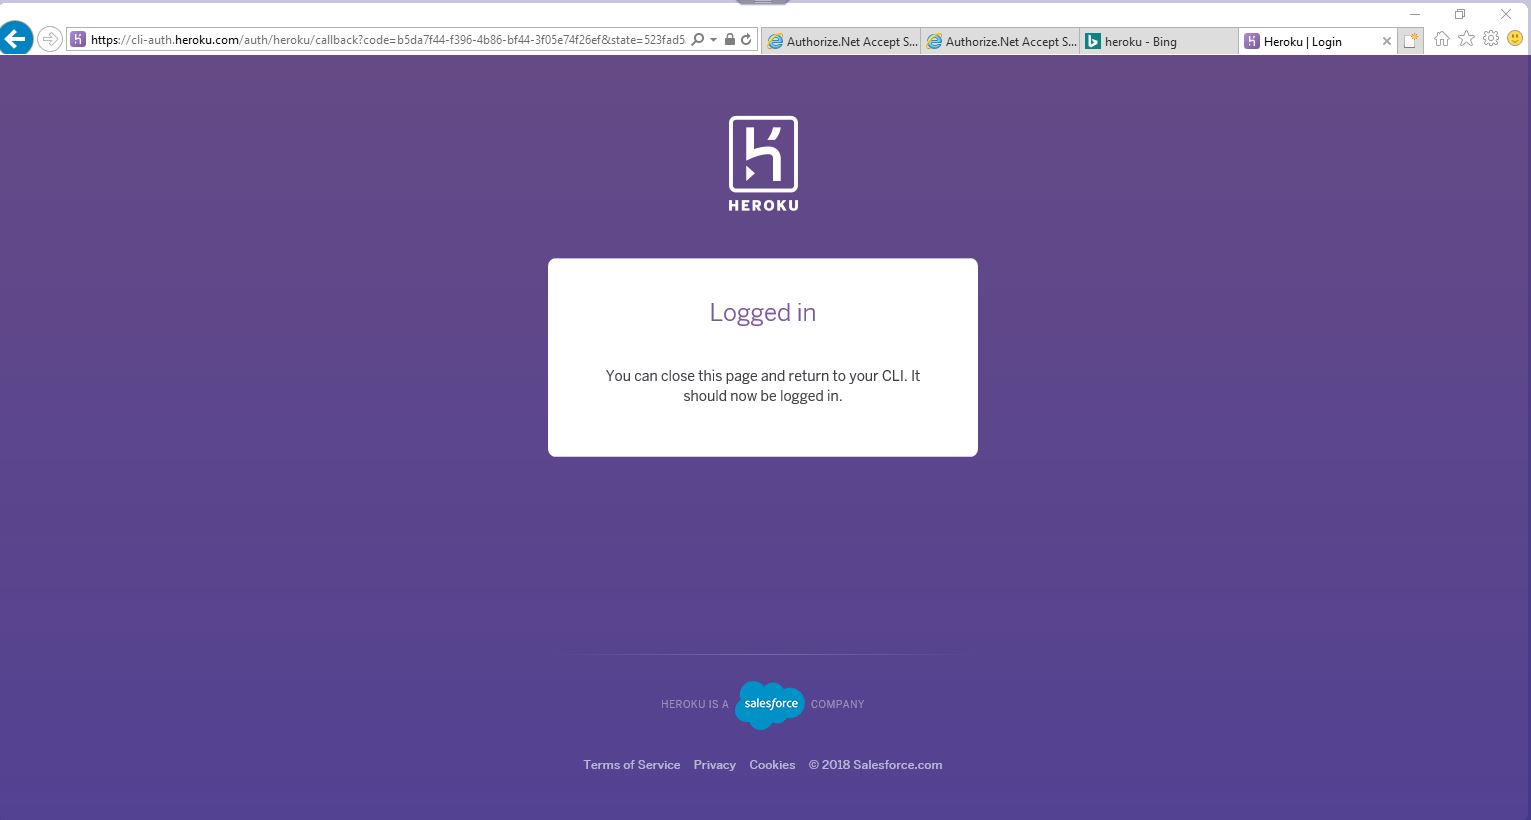 https://cli-auth.heroku.com/auth/heroku/callback?code=b5da7f44-f396-4b86-bf44-3f05e74f26ef&state=523fad5
Authorize.Net Accept S...
Authorize.Net Accept S...
heroku - Bing
Heroku | Login
HEROKU
Logged in
You can close this page and return to your CLI. It
should now be logged in.
HEROKU IS A salesforce COMPANY
Terms of Service Privacy Cookies © 2018 Salesforce.com